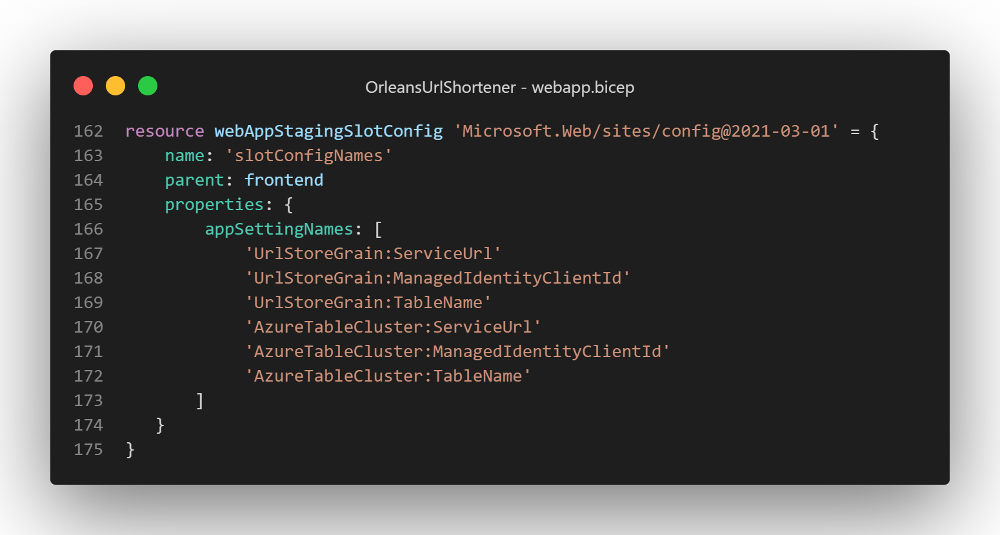 OrleansUrlShortener - webapp.bicep
162 resource webAppStagingSlotConfig 'Microsoft.Web/sites/config@2021-03-01' = {
163     name: 'slotConfigNames'
164     parent: frontend
165     properties: {
166         appSettingNames: [
167             'UrlStoreGrain:ServiceUrl'
168             'UrlStoreGrain:ManagedIdentityClientId'
169             'UrlStoreGrain:TableName'
170             'AzureTableCluster:ServiceUrl'
171             'AzureTableCluster:ManagedIdentityClientId'
172             'AzureTableCluster:TableName'
173        ]
174    }
175 }